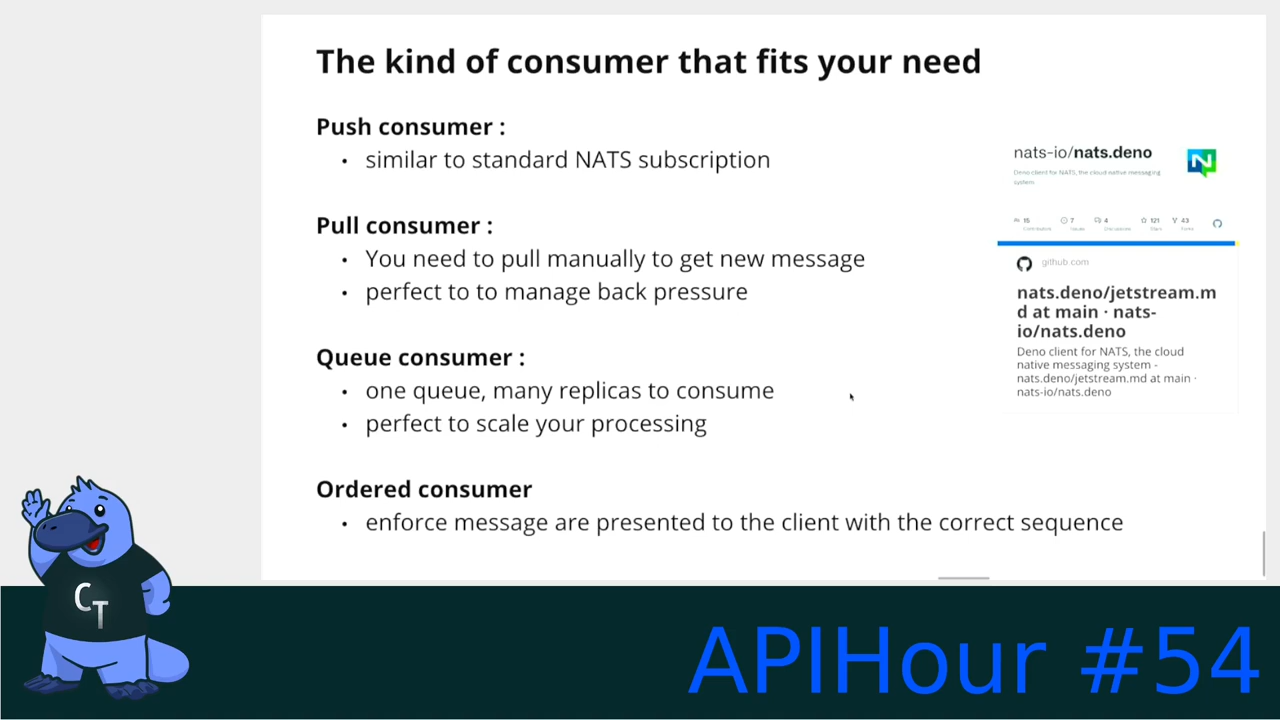 The kind of consumer that fits your need
Push consumer :
• similar to standard NATS subscription
Pull consumer :
• You need to pull manually to get new message
• perfect to to manage back pressure
Queue consumer :
• one queue, many replicas to consume
• perfect to scale your processing
Ordered consumer
• enforce message are presented to the client with the correct sequence
nats-io/nats.deno
Deno client for NATS, the cloud native messaging
system
15 7 4 121 43
Contributors Issues Discussions Stars Forks
github com
nats.deno/jetstream.m
d at main · nats-
io/nats.deno
Deno client for NATS, the cloud
native messaging system -
nats.deno/jetstream.md at main ·
nats-io/nats.deno
CT
APIHour #54